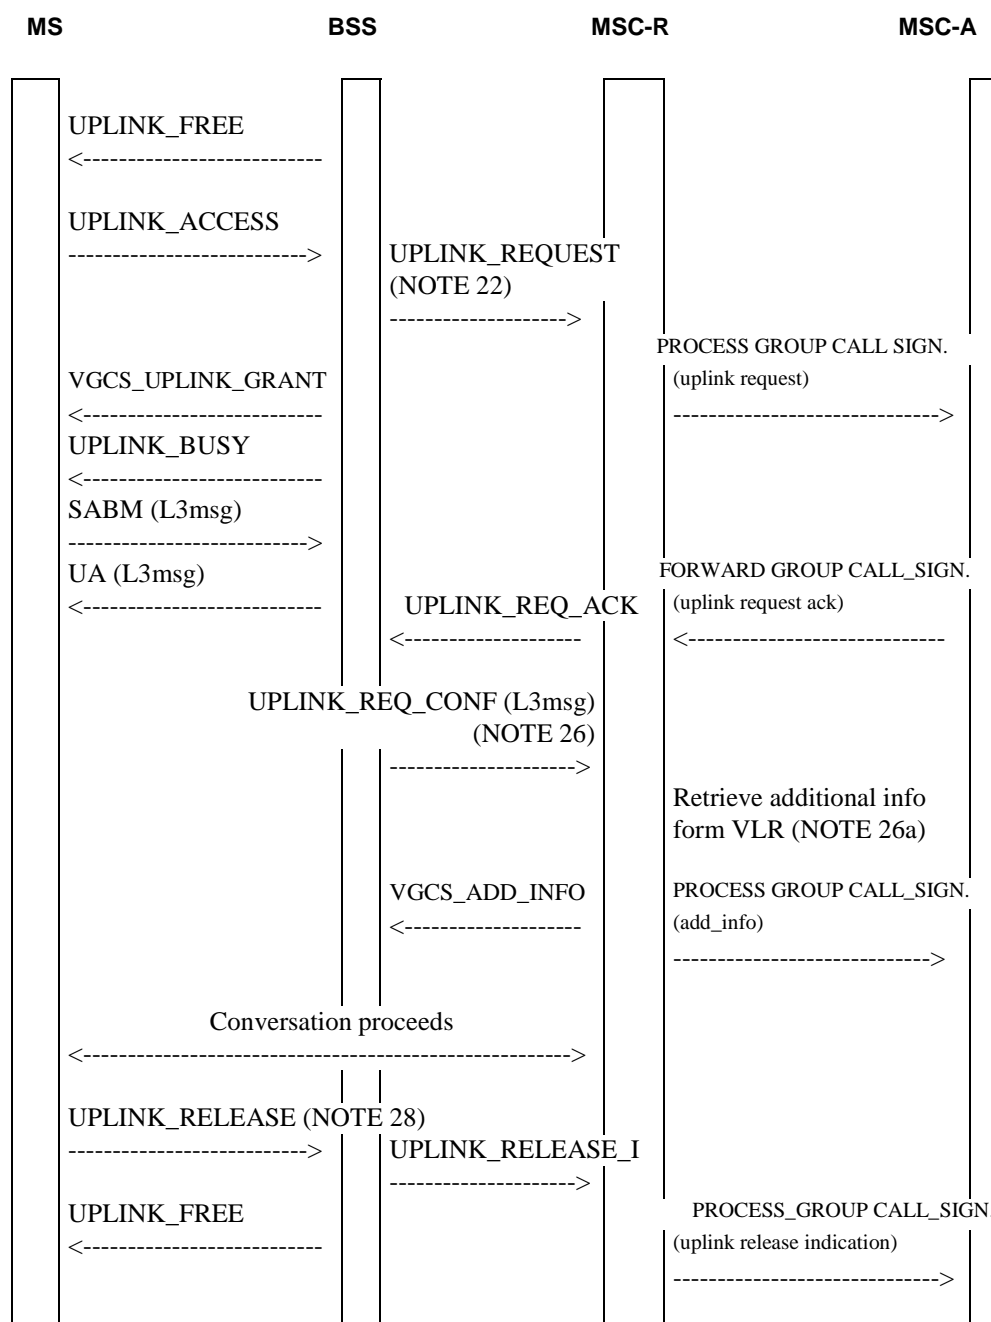 MS BSS MSC-R MSC-A
UPLINK_FREE
<---------------------------
UPLINK_ACCESS
---------------------------> UPLINK_REQUEST
(NOTE 22)
-------------------->
PROCESS GROUP CALL SIGN.
VGCS_UPLINK_GRANT (uplink request)
<--------------------------- ------------------------------>
UPLINK_BUSY
<---------------------------
SABM (L3msg)
--------------------------->
UA (L3msg) FORWARD GROUP CALL_SIGN.
<--------------------------- UPLINK_REQ_ACK (uplink request ack)
<-------------------- <-----------------------------
UPLINK_REQ_CONF (L3msg)
(NOTE 26)
--------------------->
Retrieve additional info
form VLR (NOTE 26a)
VGCS_ADD_INFO PROCESS GROUP CALL_SIGN.
<-------------------- (add_info)
----------------------------->
Conversation proceeds
<------------------------------------------------------->
UPLINK_RELEASE (NOTE 28)
---------------------------> UPLINK_RELEASE_I
--------------------->
UPLINK_FREE PROCESS_GROUP CALL_SIGN.
<--------------------------- (uplink release indication)
------------------------------>